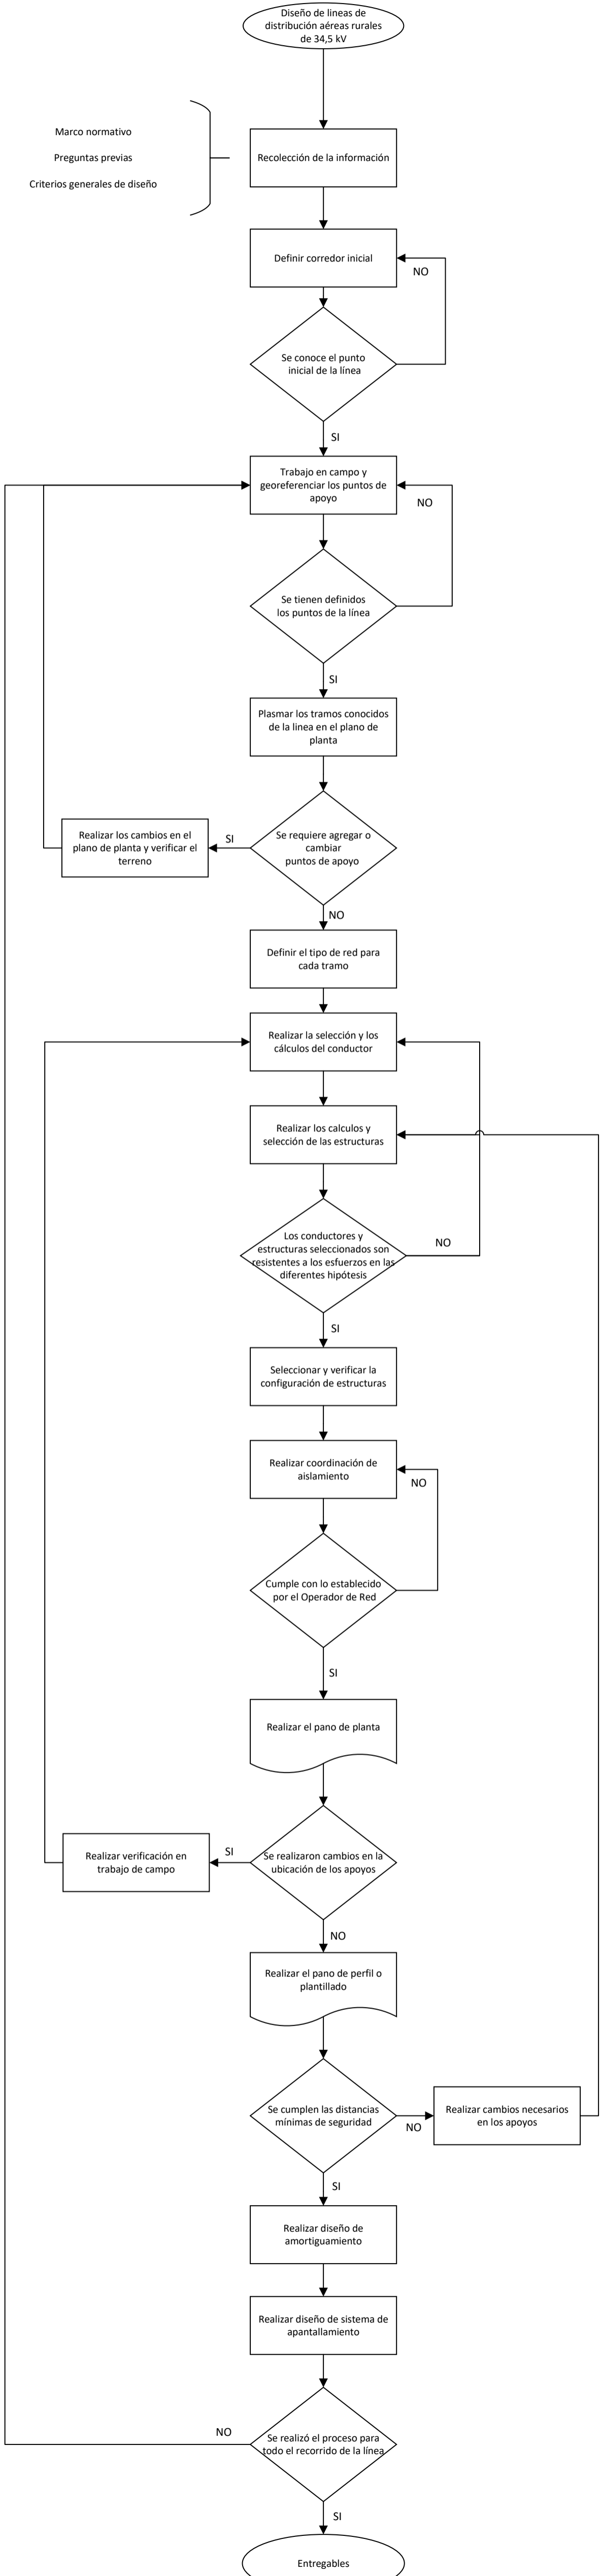 Diseño de lineas de
distribución aéreas rurales
de 34,5 kV
Marco normativo
Preguntas previas
Criterios generales de diseño
Recolección de la información
Definir corredor inicial
NO
Se conoce el punto
inicial de la línea
SI
Trabajo en campo y
georeferenciar los puntos de
apoyo
NO
Se tienen definidos
los puntos de la línea
SI
Plasmar los tramos conocidos
de la linea en el plano de
planta
Se requiere agregar o
cambiar
puntos de apoyo
SI
Realizar los cambios en el
plano de planta y verificar el
terreno
NO
Definir el tipo de red para
cada tramo
Realizar la selección y los
cálculos del conductor
Realizar los calculos y
selección de las estructuras
Los conductores y
estructuras seleccionados son
resistentes a los esfuerzos en las
diferentes hipótesis
NO
SI
Seleccionar y verificar la
configuración de estructuras
Realizar coordinación de
aislamiento
NO
Cumple con lo establecido
por el Operador de Red
SI
Realizar el pano de planta
Se realizaron cambios en la
ubicación de los apoyos
SI
Realizar verificación en
trabajo de campo
NO
Realizar el pano de perfil o
plantillado
Se cumplen las distancias
mínimas de seguridad
NO
Realizar cambios necesarios
en los apoyos
SI
Realizar diseño de
amortiguamiento
Realizar diseño de sistema de
apantallamiento
NO
Se realizó el proceso para
todo el recorrido de la línea
SI
Entregables